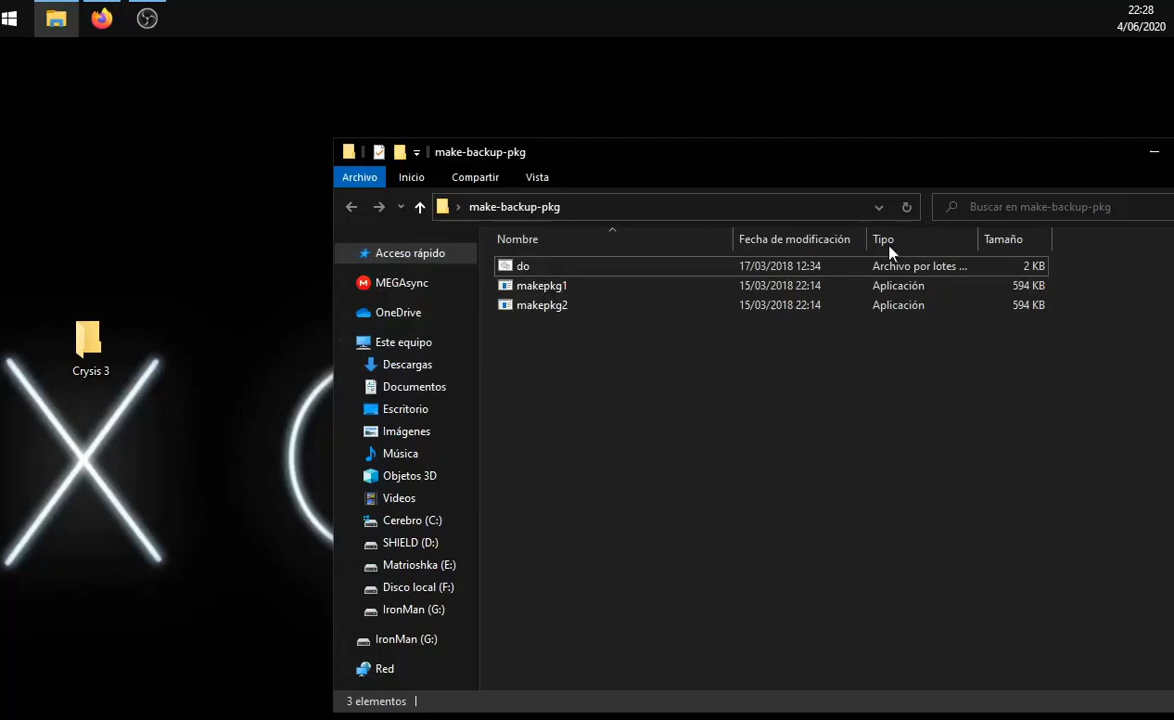 22:28
4/06/2020
make-backup-pkg
Archivo Inicio Compartir Vista
make-backup-pkg
Buscar en make-backup-pkg
Nombre Fecha de modificación Tipo Tamaño
do 17/03/2018 12:34 Archivo por lotes ... 2 KB
makepkg1 15/03/2018 22:14 Aplicación 594 KB
makepkg2 15/03/2018 22:14 Aplicación 594 KB
Acceso rápido
MEGAsync
OneDrive
Este equipo
Descargas
Documentos
Escritorio
Imágenes
Música
Objetos 3D
Videos
Cerebro (C:)
SHIELD (D:)
Matrioshka (E:)
Disco local (F:)
IronMan (G:)
IronMan (G:)
Red
3 elementos
Crysis 3